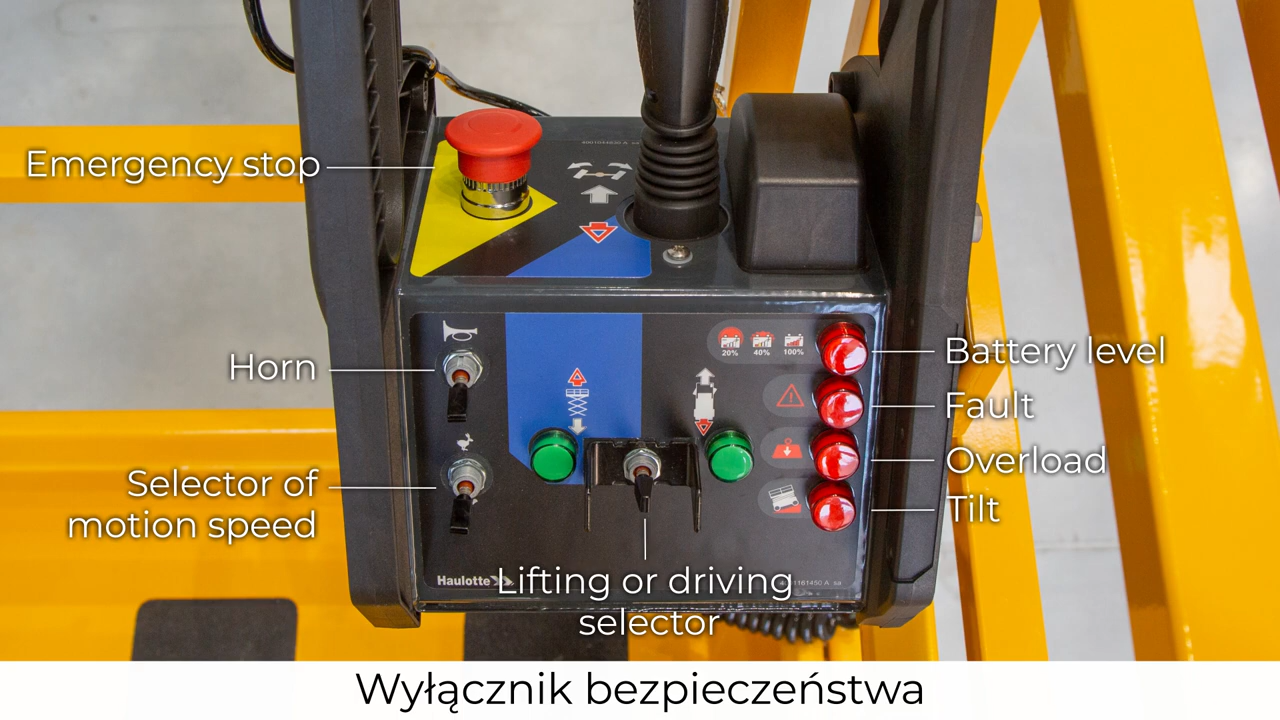 Emergency stop
20% 40% 100%
Horn
Battery level
Fault
Overload
Tilt
Selector of
motion speed
Haulotte
Lifting or driving
selector
Wyłącznik bezpieczeństwa